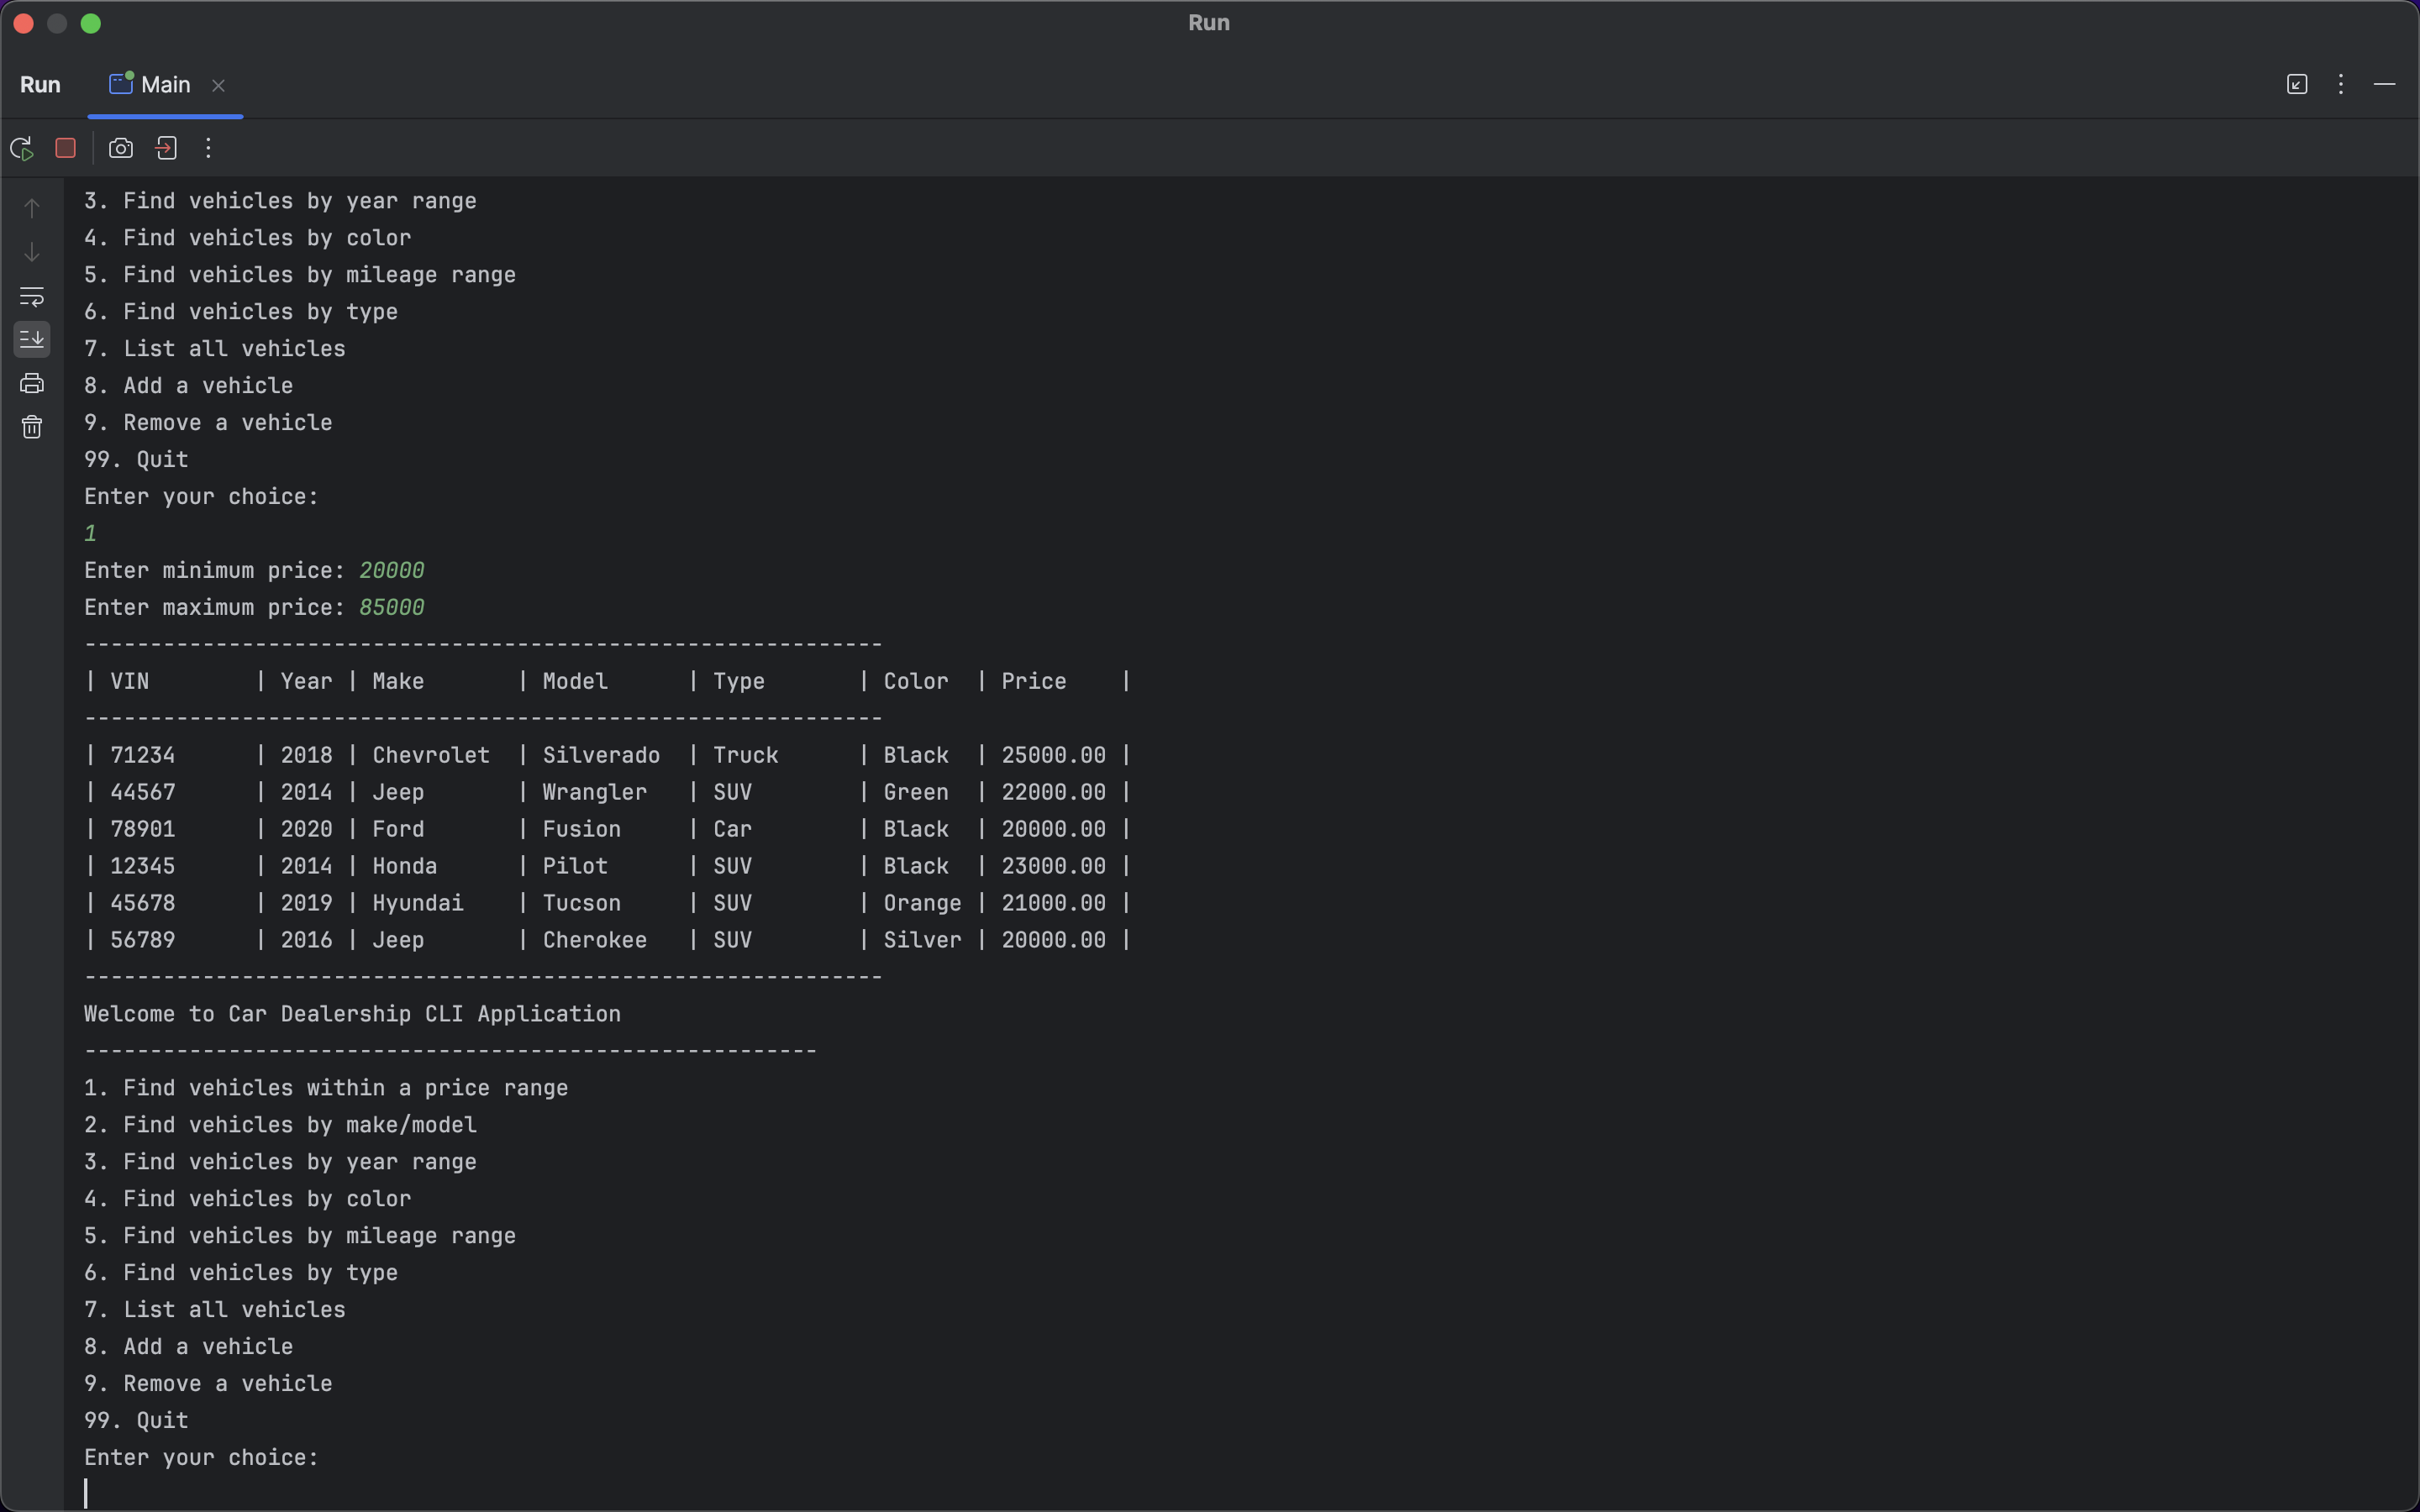 Run
Run Main
3. Find vehicles by year range
4. Find vehicles by color
5. Find vehicles by mileage range
6. Find vehicles by type
7. List all vehicles
8. Add a vehicle
9. Remove a vehicle
99. Quit
Enter your choice:
1
Enter minimum price: 20000
Enter maximum price: 85000
-------------------------------------------------------------
| VIN        | Year | Make       | Model      | Type       | Color  | Price    |
-------------------------------------------------------------
| 71234      | 2018 | Chevrolet  | Silverado  | Truck      | Black  | 25000.00 |
| 44567      | 2014 | Jeep       | Wrangler   | SUV        | Green  | 22000.00 |
| 78901      | 2020 | Ford       | Fusion     | Car        | Black  | 20000.00 |
| 12345      | 2014 | Honda      | Pilot      | SUV        | Black  | 23000.00 |
| 45678      | 2019 | Hyundai    | Tucson     | SUV        | Orange | 21000.00 |
| 56789      | 2016 | Jeep       | Cherokee   | SUV        | Silver | 20000.00 |
-------------------------------------------------------------
Welcome to Car Dealership CLI Application
--------------------------------------------------------
1. Find vehicles within a price range
2. Find vehicles by make/model
3. Find vehicles by year range
4. Find vehicles by color
5. Find vehicles by mileage range
6. Find vehicles by type
7. List all vehicles
8. Add a vehicle
9. Remove a vehicle
99. Quit
Enter your choice: